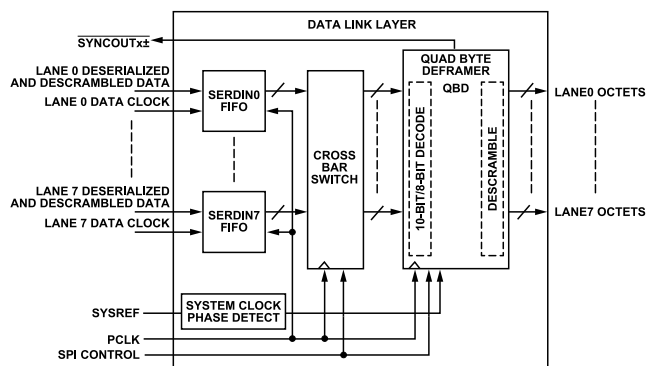 DATA LINK LAYER
SYNCOUTx±
QUAD BYTE
DEFRAMER
QBD
LANE 0 DESERIALIZED
AND DESCRAMBLED DATA
LANE 0 DATA CLOCK
SERDIN0
FIFO
LANE0 OCTETS
CROSS
BAR
SWITCH
10-BIT/8-BIT DECODE
DESCRAMBLE
LANE 7 DESERIALIZED
AND DESCRAMBLED DATA
LANE 7 DATA CLOCK
SERDIN7
FIFO
LANE7 OCTETS
SYSREF
SYSTEM CLOCK
PHASE DETECT
PCLK
SPI CONTROL